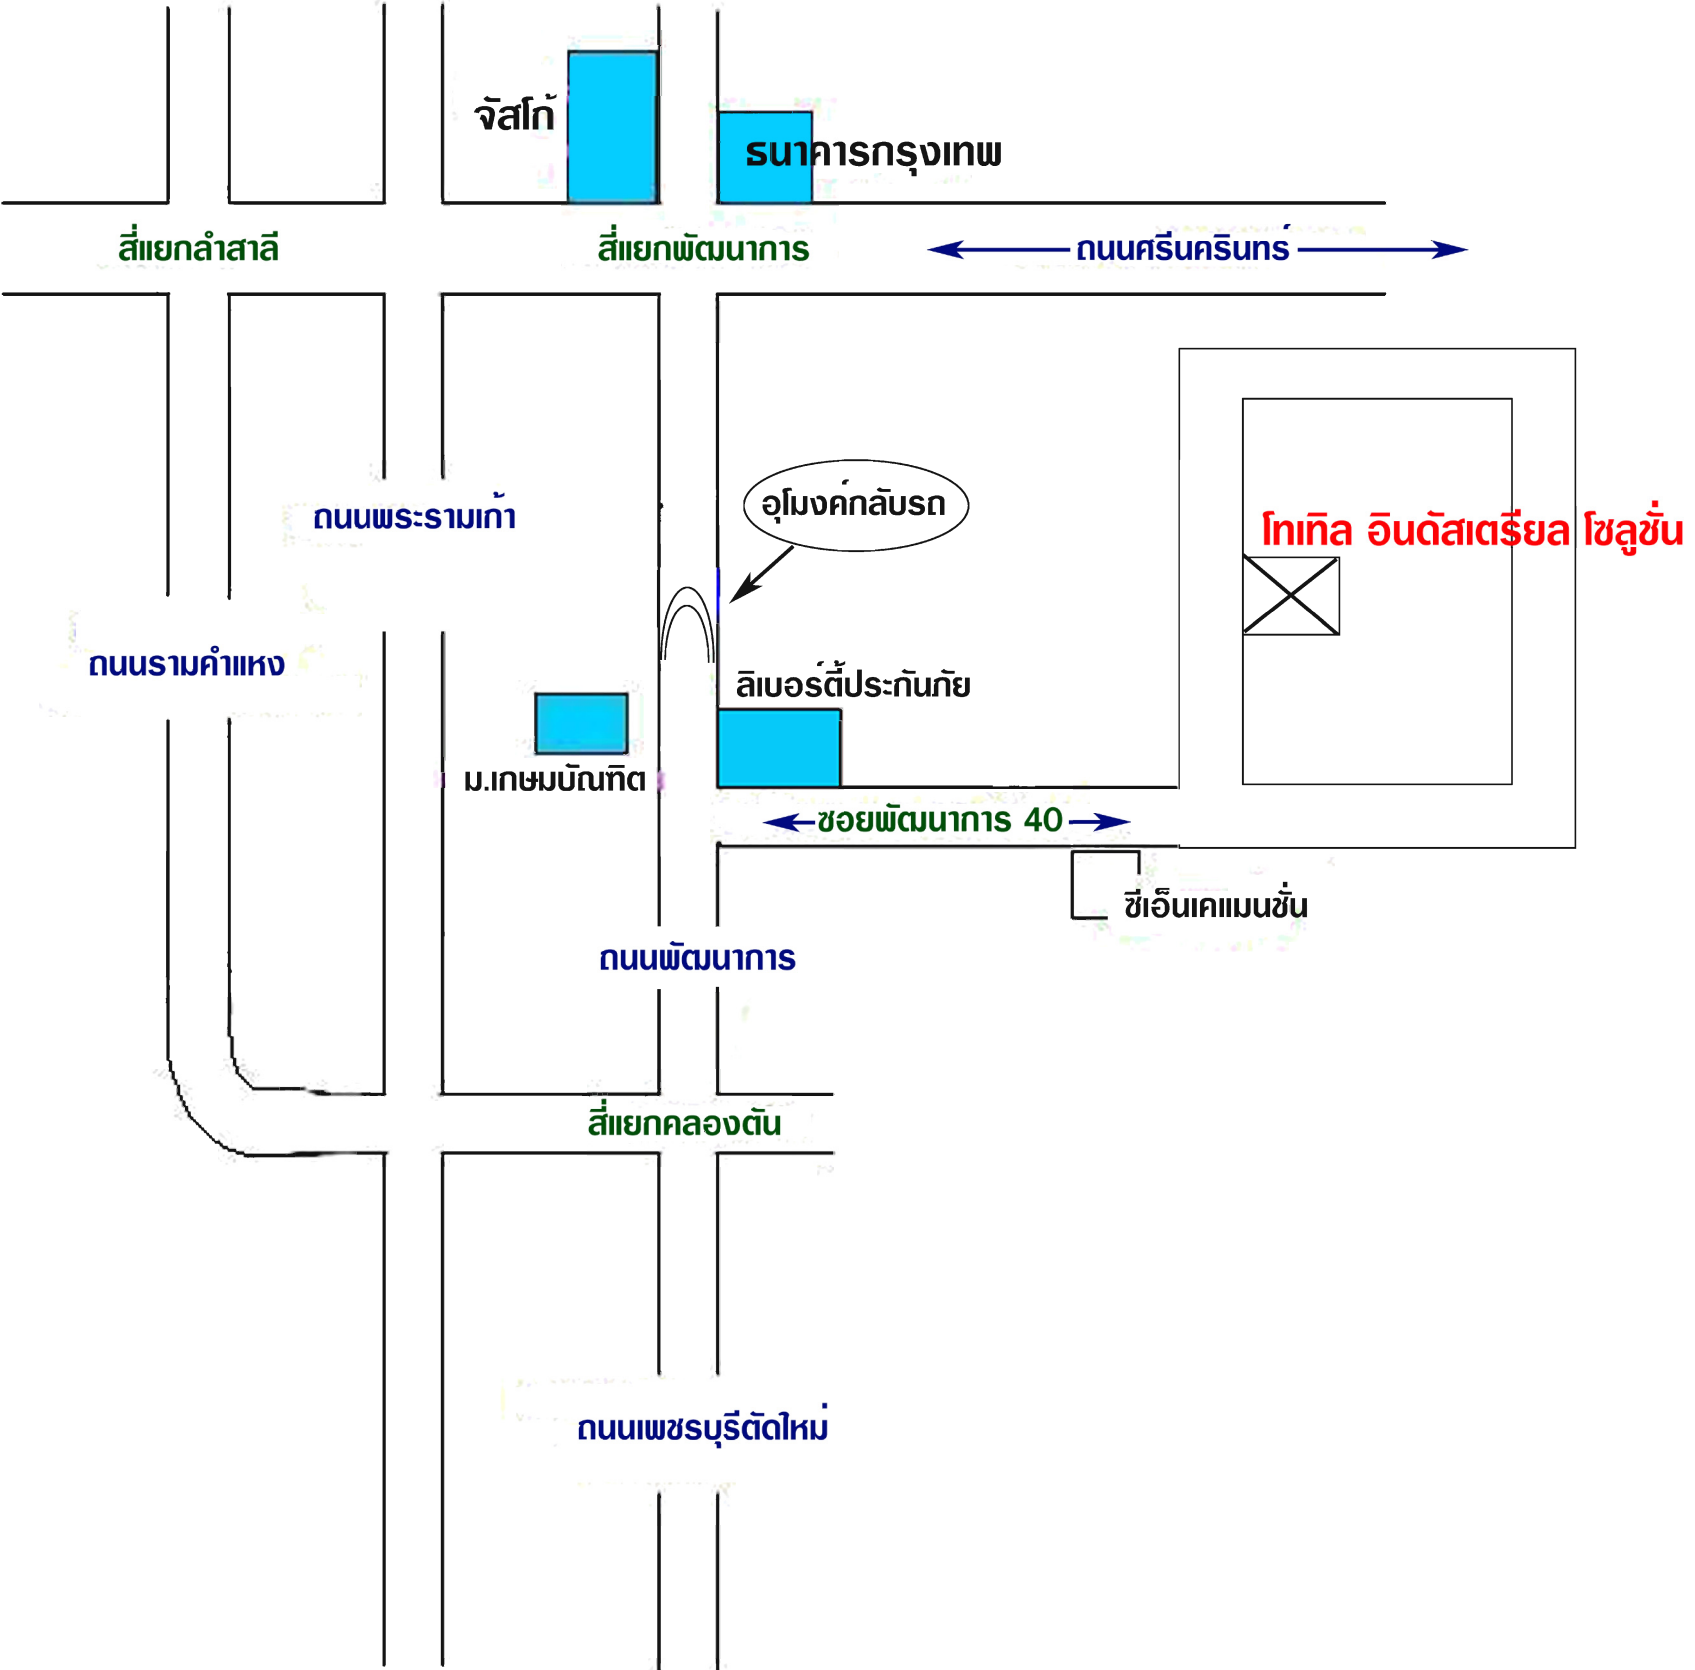 จัสโก้
ธนาคารกรุงเทพ
สี่แยกลำสาลี
สี่แยกพัฒนาการ
ถนนศรีนครินทร์
อุโมงค์กลับรถ
ถนนพระรามเก้า
โทเทิล อินดัสเตรียล โซลูชั่น
ถนนรามคำแหง
ลิเบอร์ตี้ประกันภัย
ม.เกษมบัณฑิต
ซอยพัฒนาการ 40
ซีเอ็นเคแมนชั่น
ถนนพัฒนาการ
สี่แยกคลองตัน
ถนนเพชรบุรีตัดใหม่